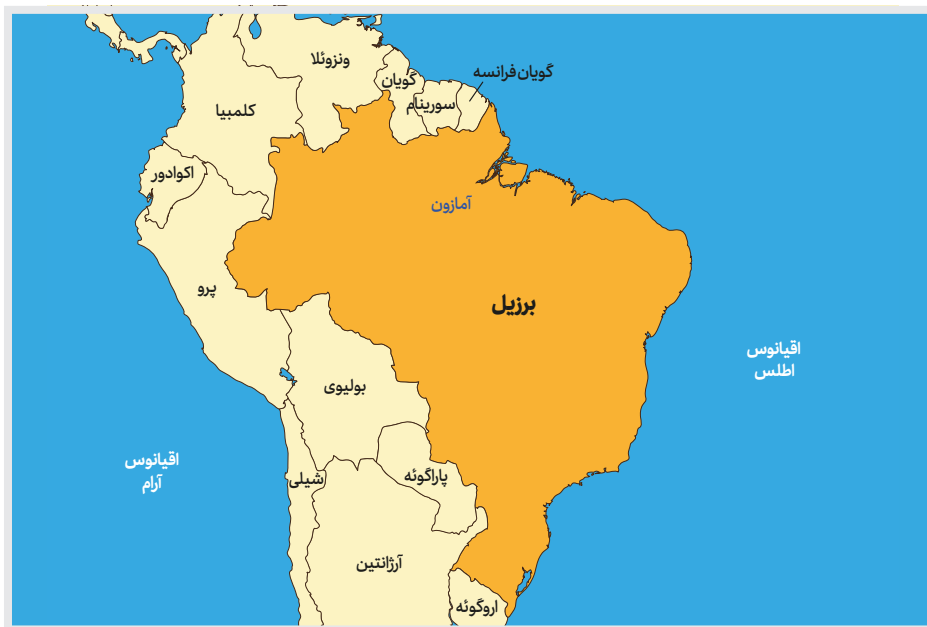 ونزوئلا
گویان
گویان فرانسه
سورینام
کلمبیا
اکوادور
آمازون
پرو
برزیل
اقیانوس
اطلس
بولیوی
اقیانوس
آرام
شیلی
پاراگوئه
آرژانتین
اروگوئه